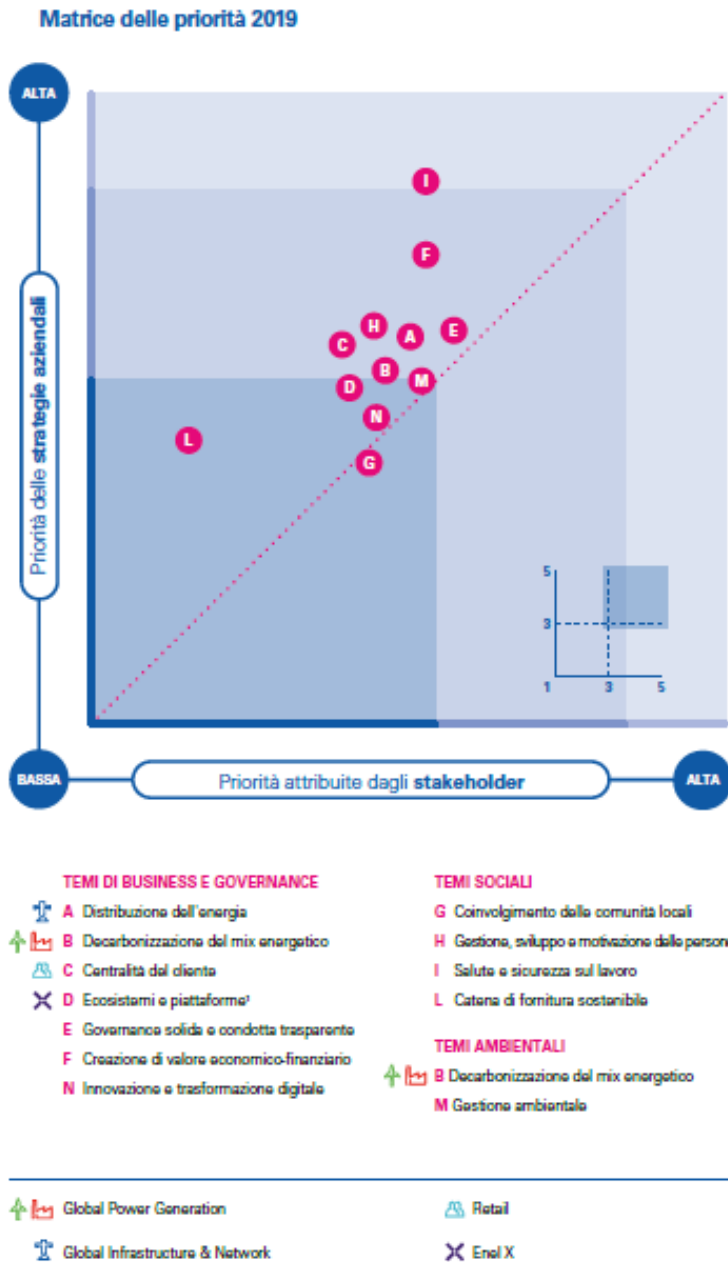 Matrice delle priorità 2019
ALTA
I
F
H
A
E
C
B
D
M
N
L
G
Priorità delle strategie aziendali
5
3
1
3
5
BASSA
Priorità attribuite dagli stakeholder
ALTA
TEMI DI BUSINESS E GOVERNANCE
A Distribuzione dell'energia
B Decarbonizzazione del mix energetico
C Centralità del cliente
D Ecosistemi e piattaforme¹
E Governance solida e condotta trasparente
F Creazione di valore economico-finanziario
N Innovazione e trasformazione digitale
TEMI SOCIALI
G Coinvolgimento delle comunità locali
H Gestione, sviluppo e motivazione delle persone
I Salute e sicurezza sul lavoro
L Catena di fornitura sostenibile
TEMI AMBIENTALI
B Decarbonizzazione del mix energetico
M Gestione ambientale
Global Power Generation
Global Infrastructure & Network
Retail
Enel X